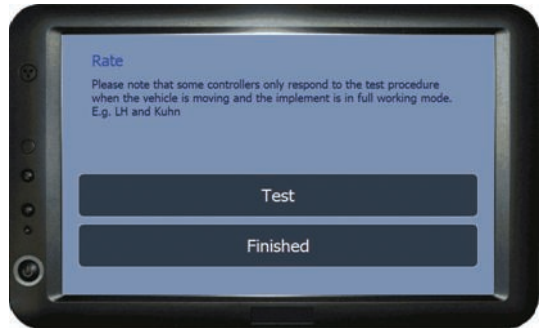 Rate
Please note that some controllers only respond to the test procedure
when the vehicle is moving and the implement is in full working mode.
E.g. LH and Kuhn
Test
Finished